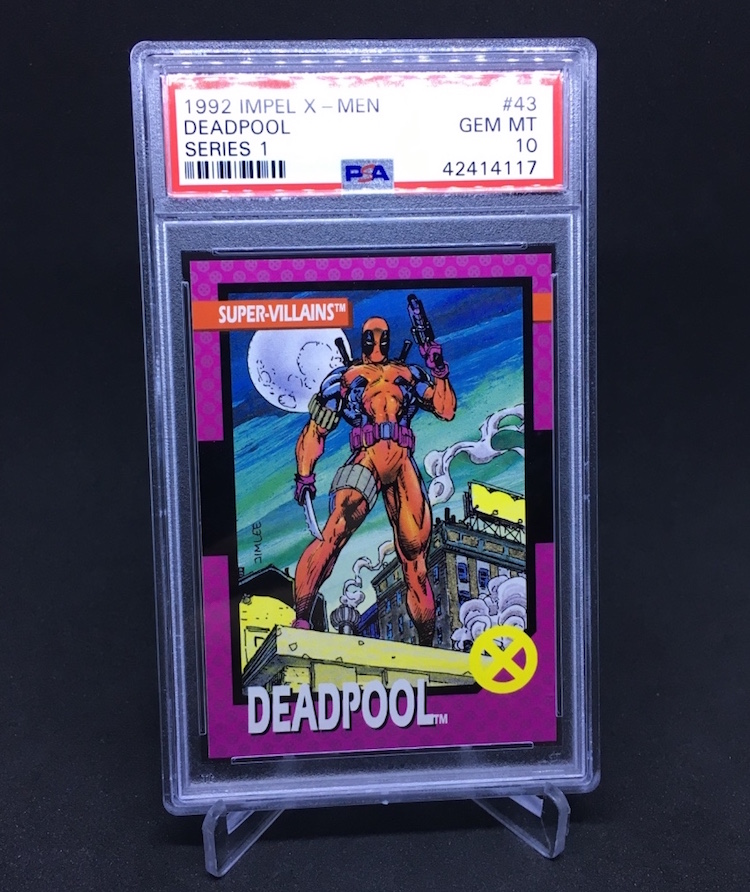 1992 IMPEL X-MEN #43
DEADPOOL GEM MT
SERIES 1 10
PSA 42414117
SUPER-VILLAINS™
JIM LEE
DEADPOOL™